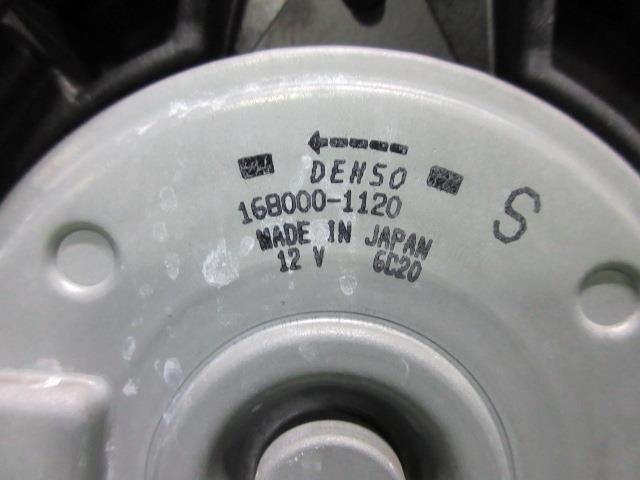 DENSO
168000-1120
S
MADE IN JAPAN
12 V 6C20